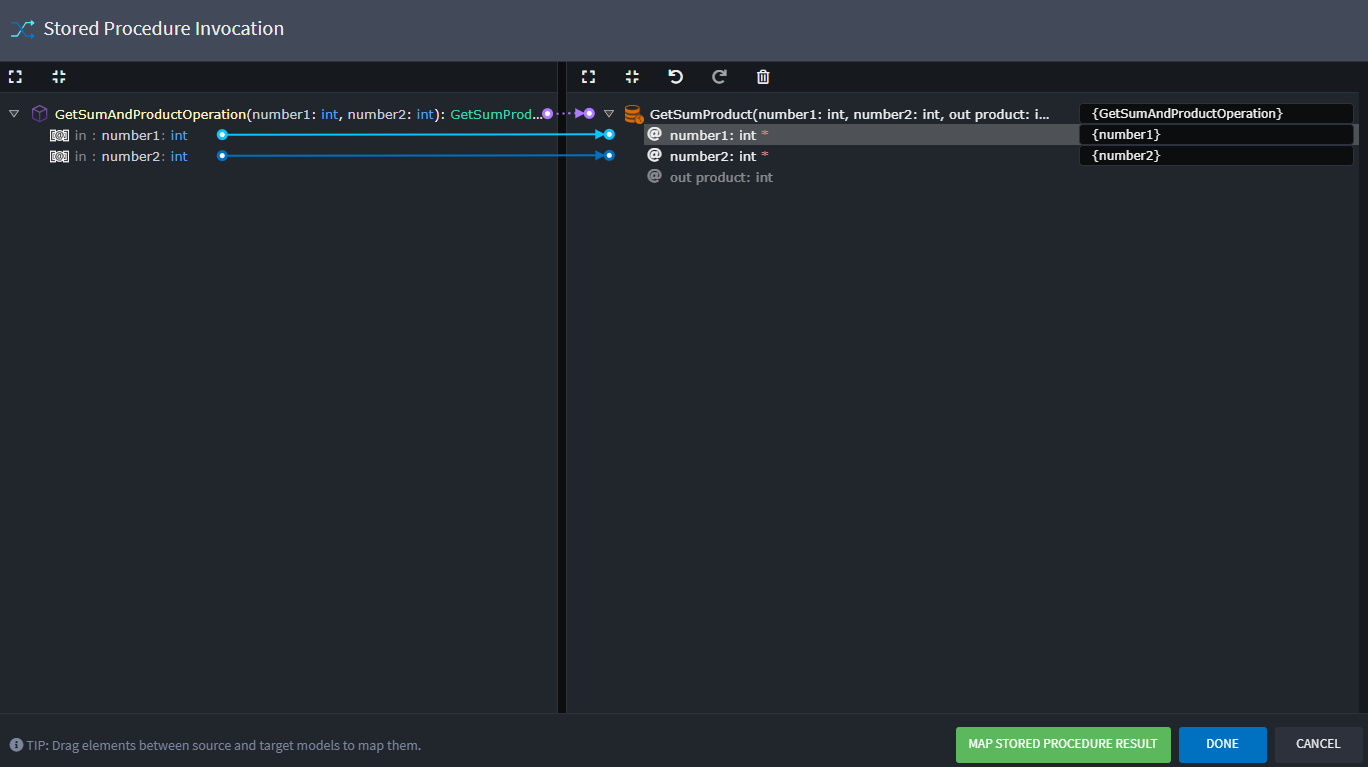 Stored Procedure Invocation
GetSumAndProductOperation(number1: int, number2: int): GetSumProd...
in : number1: int
in : number2: int
GetSumProduct(number1: int, number2: int, out product: i...
{GetSumAndProductOperation}
@ number1: int *
{number1}
@ number2: int *
{number2}
@ out product: int
TIP: Drag elements between source and target models to map them.
MAP STORED PROCEDURE RESULT
DONE
CANCEL